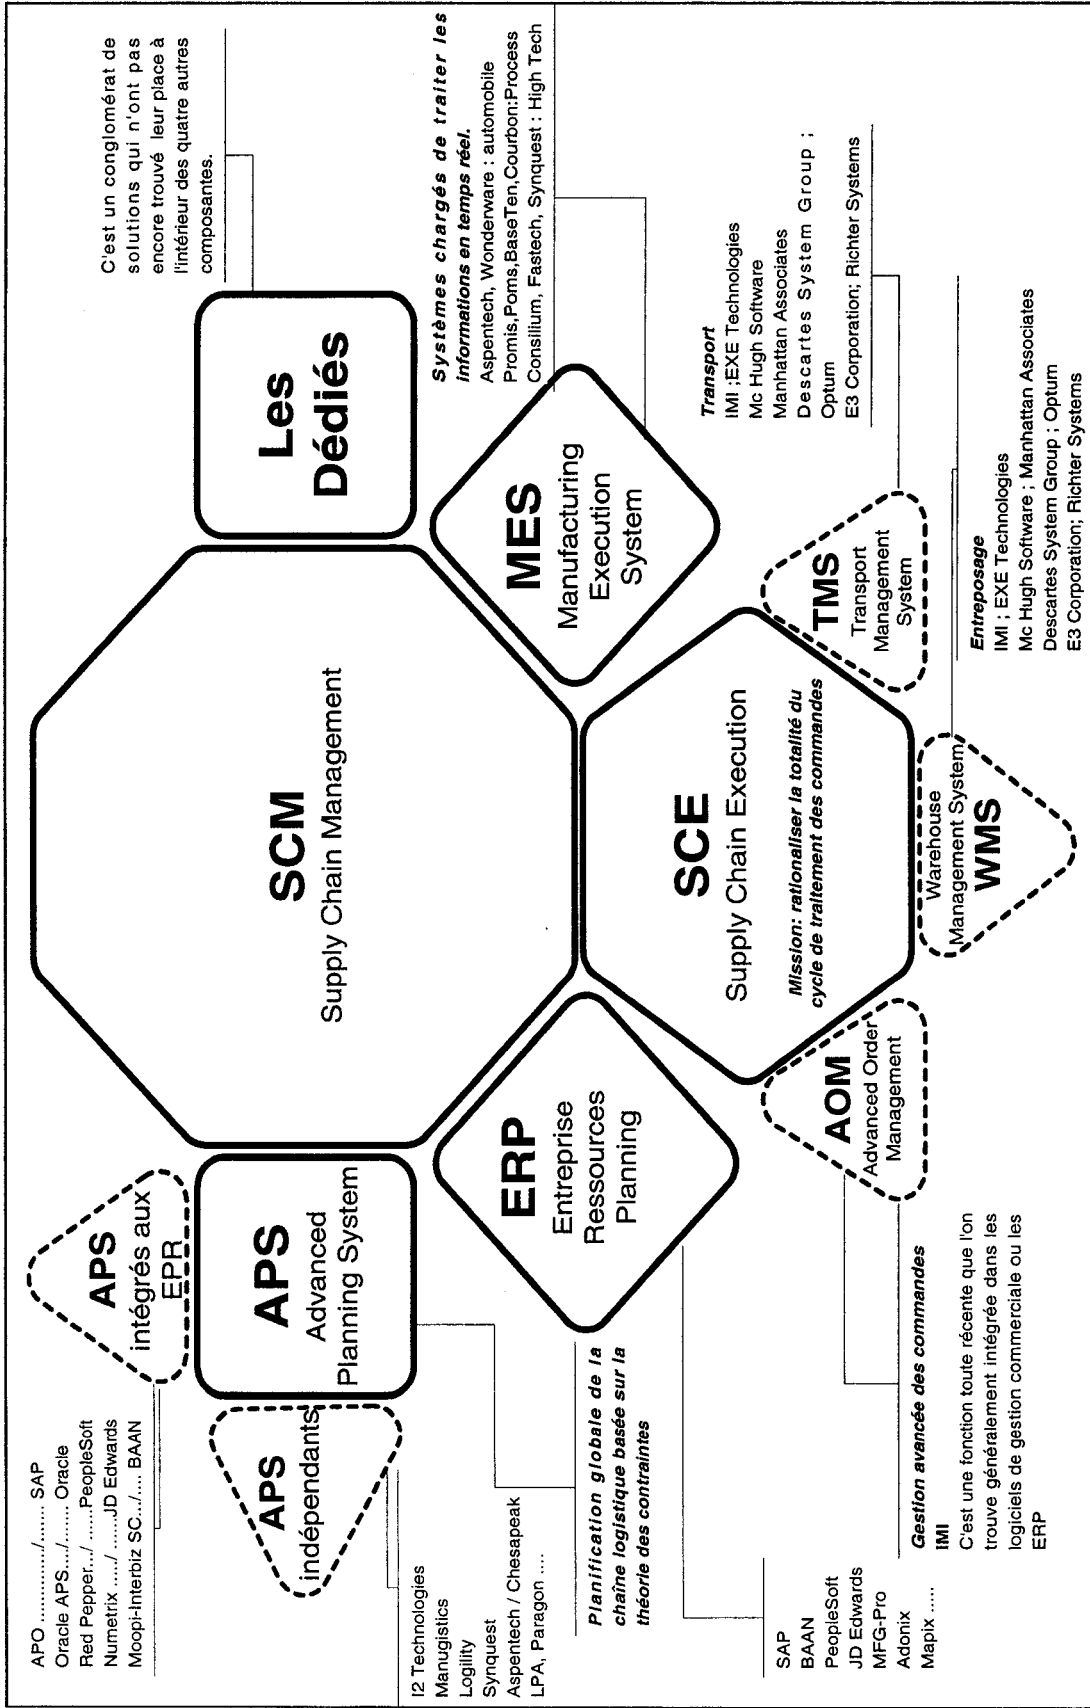 APO ............../....... SAP
Oracle APS.../....... Oracle
Red Pepper.../ ......PeopleSoft
Numetrix ...../ ......JD Edwards
Moopi-Interbiz SC.../.... BAAN
APS
intégrés aux
EPR
APS
indépendants
I2 Technologies
Manugistics
Logility
Synquest
Aspentech / Chesapeak
LPA, Paragon ....
APS
Advanced
Planning System
Planification globale de la
chaîne logistique basée sur la
théorie des contraintes
SCM
Supply Chain Management
Les
Dédiés
C'est un conglomérat de
solutions qui n'ont pas
encore trouvé leur place à
l'intérieur des quatre autres
composantes.
ERP
Entreprise
Ressources
Planning
SAP
BAAN
PeopleSoft
JD Edwards
MFG-Pro
Adonix
Mapix .....
MES
Manufacturing
Execution
System
Systèmes chargés de traiter les
informations en temps réel.
Aspentech, Wonderware : automobile
Promis,Poms,BaseTen,Courbon:Process
Consilium, Fastech, Synquest : High Tech
SCE
Supply Chain Execution
Mission: rationaliser la totalité du
cycle de traitement des commandes
AOM
Advanced Order
Management
Gestion avancée des commandes
IMI
C'est une fonction toute récente que l'on
trouve généralement intégrée dans les
logiciels de gestion commerciale ou les
ERP
Warehouse
Management System
WMS
Entreposage
IMI ; EXE Technologies
Mc Hugh Software ; Manhattan Associates
Descartes System Group ; Optum
E3 Corporation; Richter Systems
TMS
Transport
Management
System
Transport
IMI ;EXE Technologies
Mc Hugh Software
Manhattan Associates
Descartes System Group ;
Optum
E3 Corporation; Richter Systems